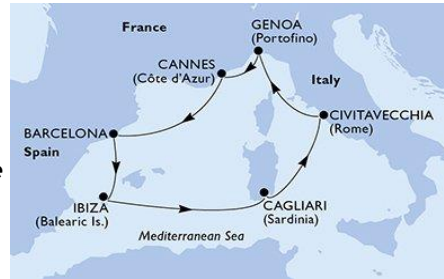 France
GENOA
(Portofino)
CANNES
(Côte d'Azur)
Italy
CIVITAVECCHIA
(Rome)
BARCELONA
Spain
IBIZA
(Balearic Is.)
CAGLIARI
(Sardinia)
Mediterranean Sea
e